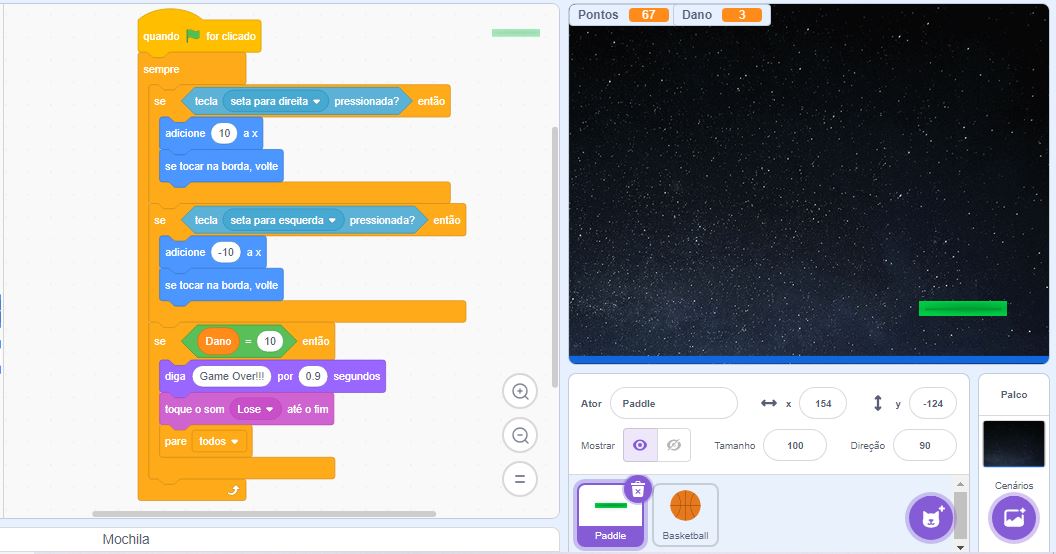 quando for clicado
sempre
se tecla seta para direita pressionada? então
adicione 10 a x
se tocar na borda, volte
se tecla seta para esquerda pressionada? então
adicione -10 a x
se tocar na borda, volte
se Dano = 10 então
diga Game Over!!! por 0.9 segundos
toque o som Lose até o fim
pare todos
Mochila
Pontos 67 Dano 3
Ator Paddle x 154 y -124
Mostrar Tamanho 100 Direção 90
Paddle
Basketball
Palco
Cenários